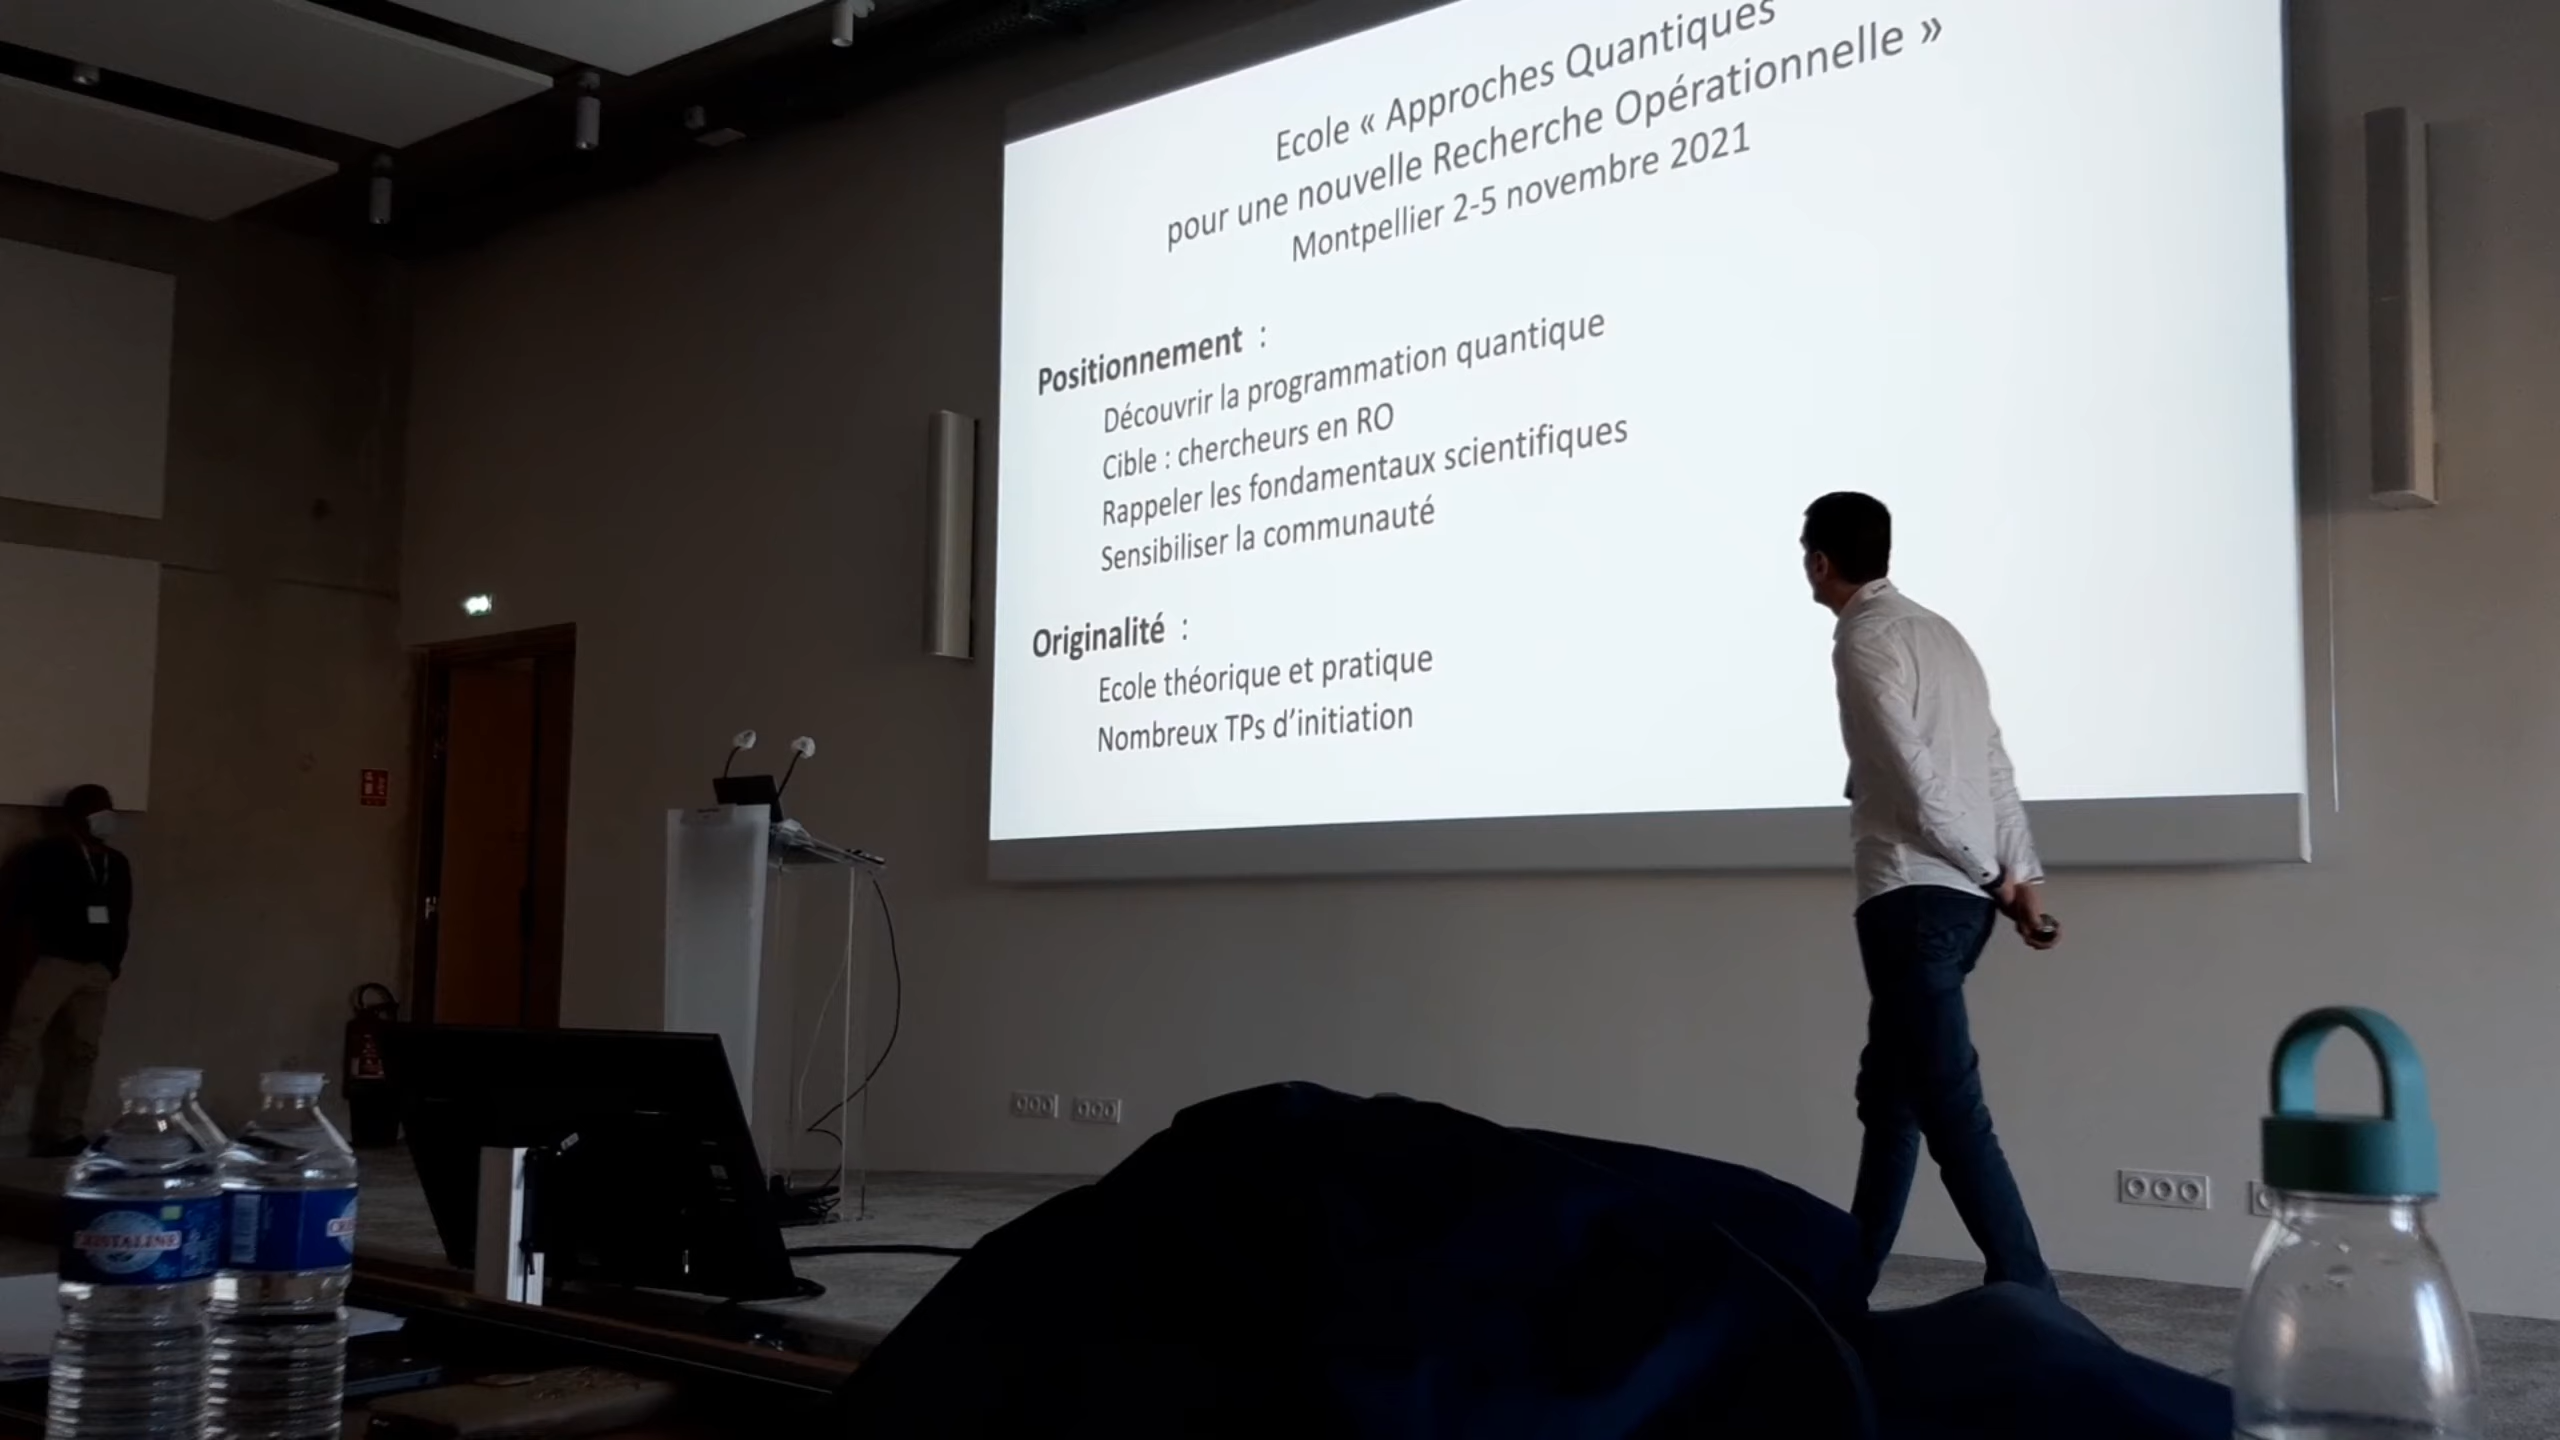 Ecole « Approches Quantiques
pour une nouvelle Recherche Opérationnelle »
Montpellier 2-5 novembre 2021
Positionnement :
Découvrir la programmation quantique
Cible : chercheurs en RO
Rappeler les fondamentaux scientifiques
Sensibiliser la communauté
Originalité :
Ecole théorique et pratique
Nombreux TPs d’initiation
CRISTALINE